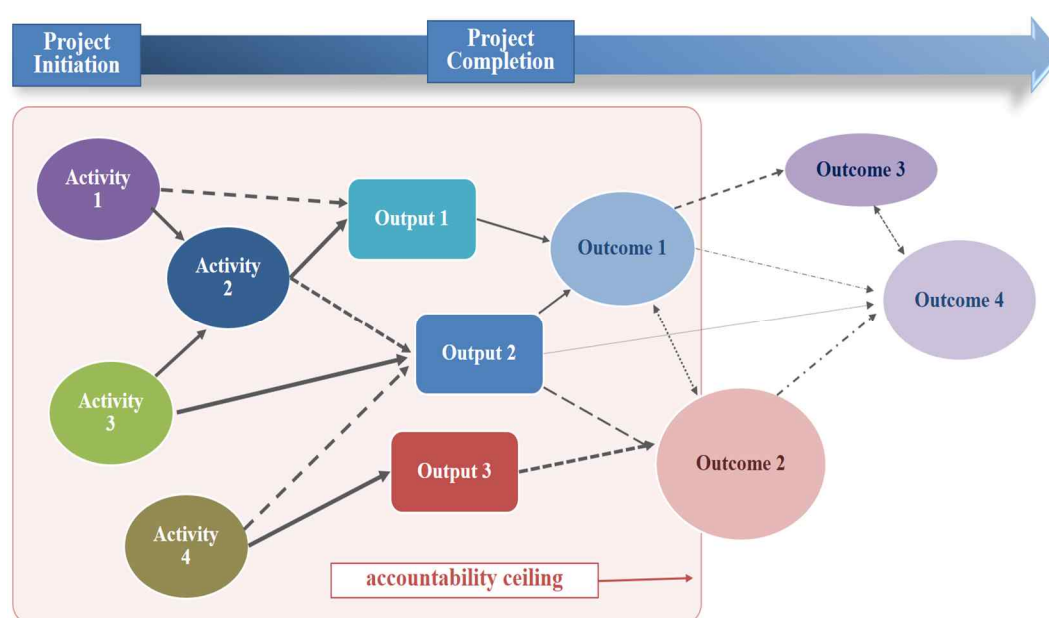 Project
Initiation
Project
Completion
Activity
1
Activity
2
Activity
3
Activity
4
Output 1
Output 2
Output 3
Outcome 1
Outcome 2
Outcome 3
Outcome 4
accountability ceiling